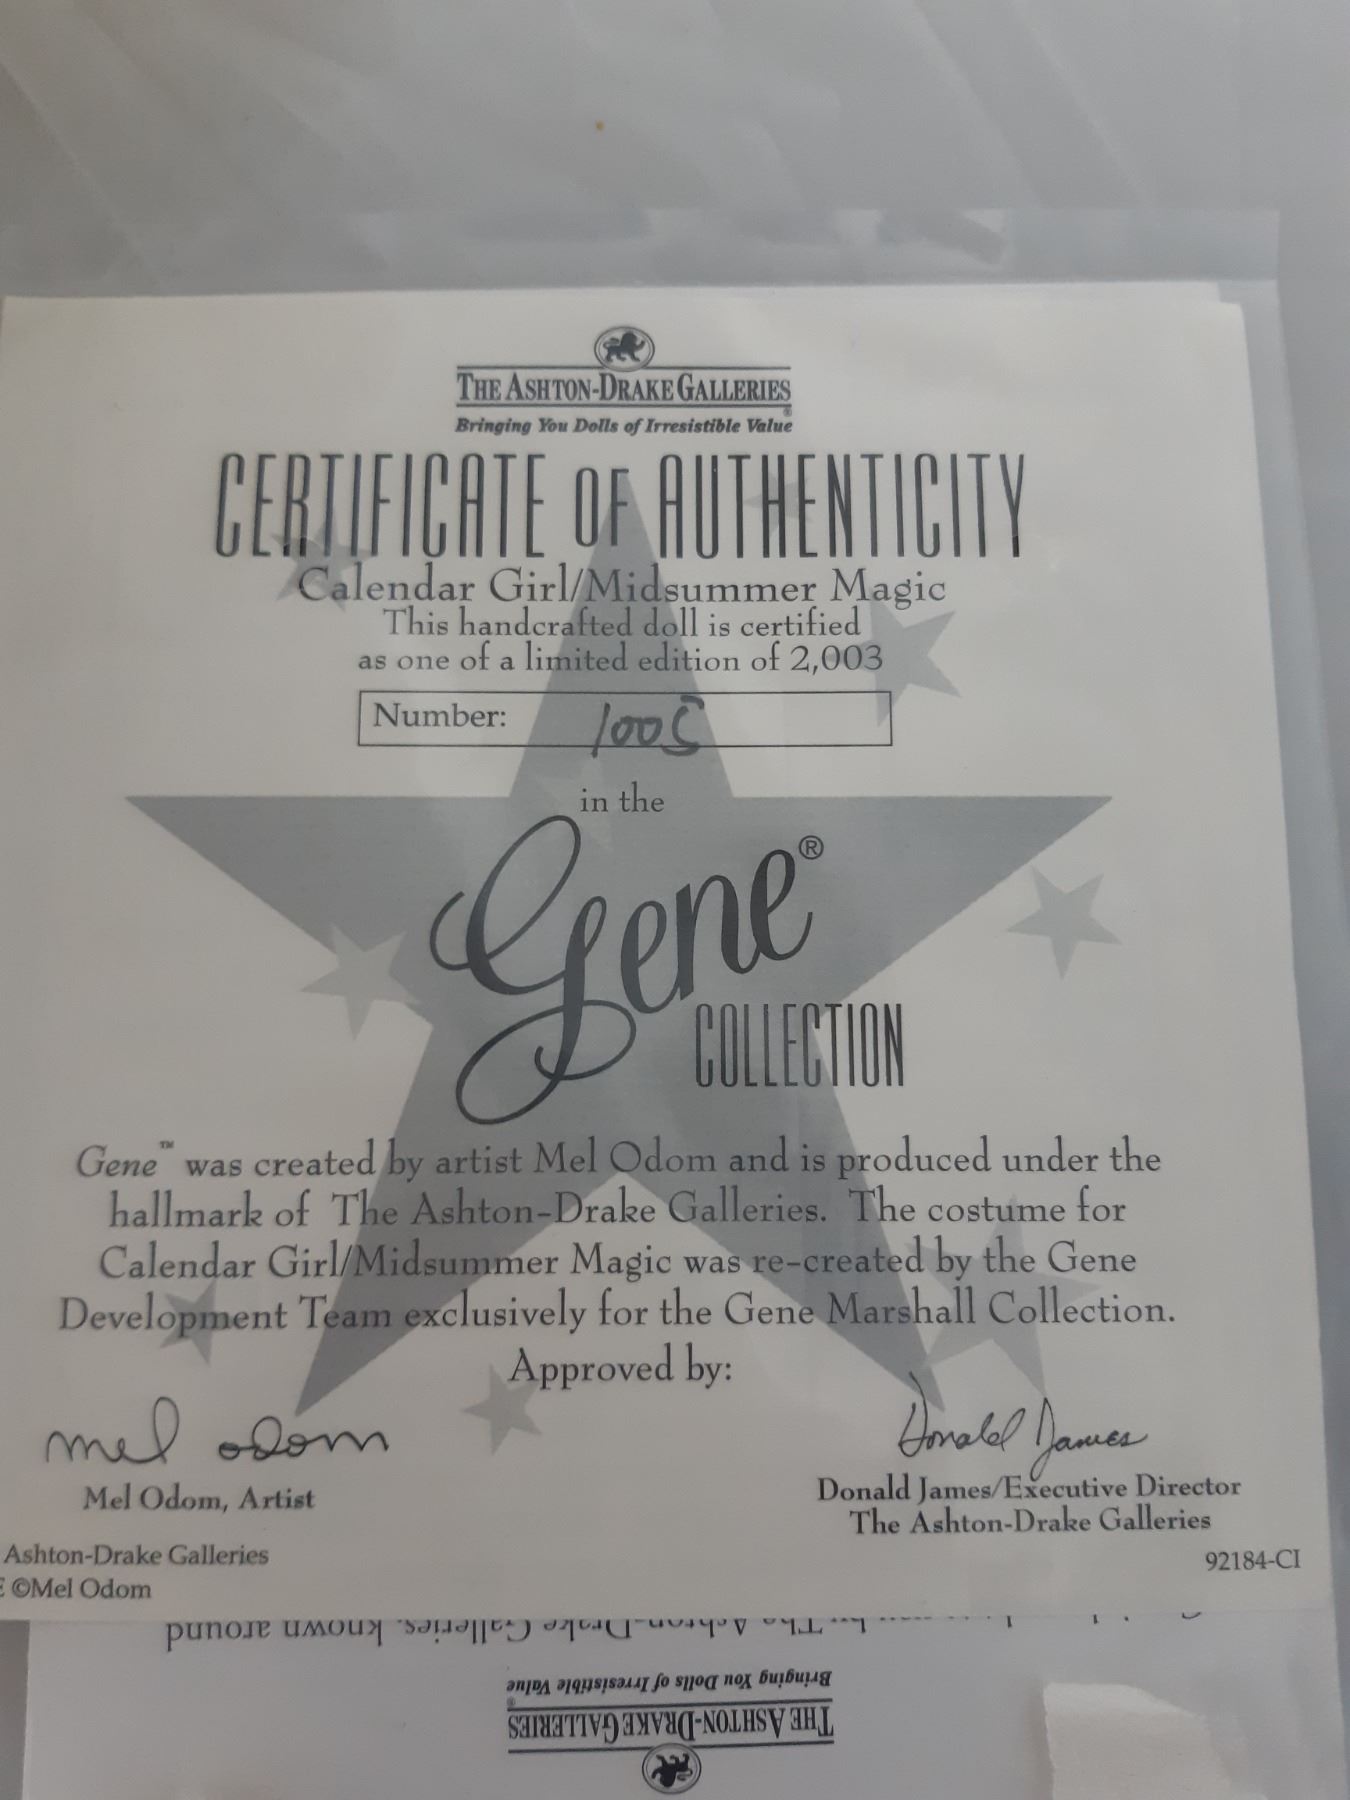 THE ASHTON-DRAKE GALLERIES®
Bringing You Dolls of Irresistible Value
CERTIFICATE OF AUTHENTICITY
Calendar Girl/Midsummer Magic
This handcrafted doll is certified
as one of a limited edition of 2,003
Number: 1005
in the
Gene®
COLLECTION
Gene™ was created by artist Mel Odom and is produced under the
hallmark of The Ashton-Drake Galleries. The costume for
Calendar Girl/Midsummer Magic was re-created by the Gene
Development Team exclusively for the Gene Marshall Collection.
Approved by:
mel odom
Donald James
Mel Odom, Artist
Donald James/Executive Director
The Ashton-Drake Galleries
Ashton-Drake Galleries
92184-CI
©Mel Odom
by The Ashton-Drake Galleries, known around
Bringing You Dolls of Irresistible Value
THE ASHTON-DRAKE GALLERIES®